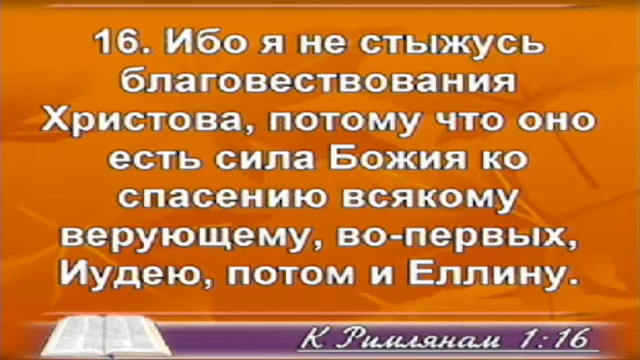 16. Ибо я не стыжусь
благовествования
Христова, потому что оно
есть сила Божия ко
спасению всякому
верующему, во-первых,
Иудею, потом и Еллину.
К Римлянам 1:16